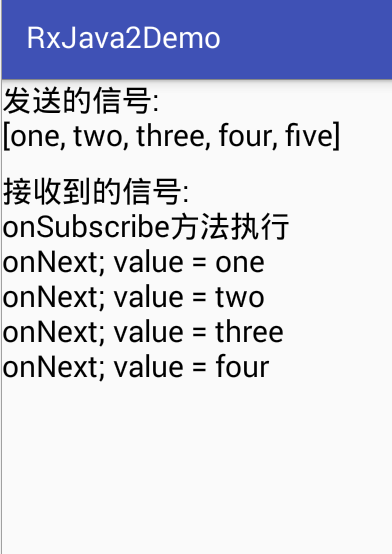 RxJava2Demo
发送的信号:
[one, two, three, four, five]
接收到的信号:
onSubscribe方法执行
onNext; value = one
onNext; value = two
onNext; value = three
onNext; value = four